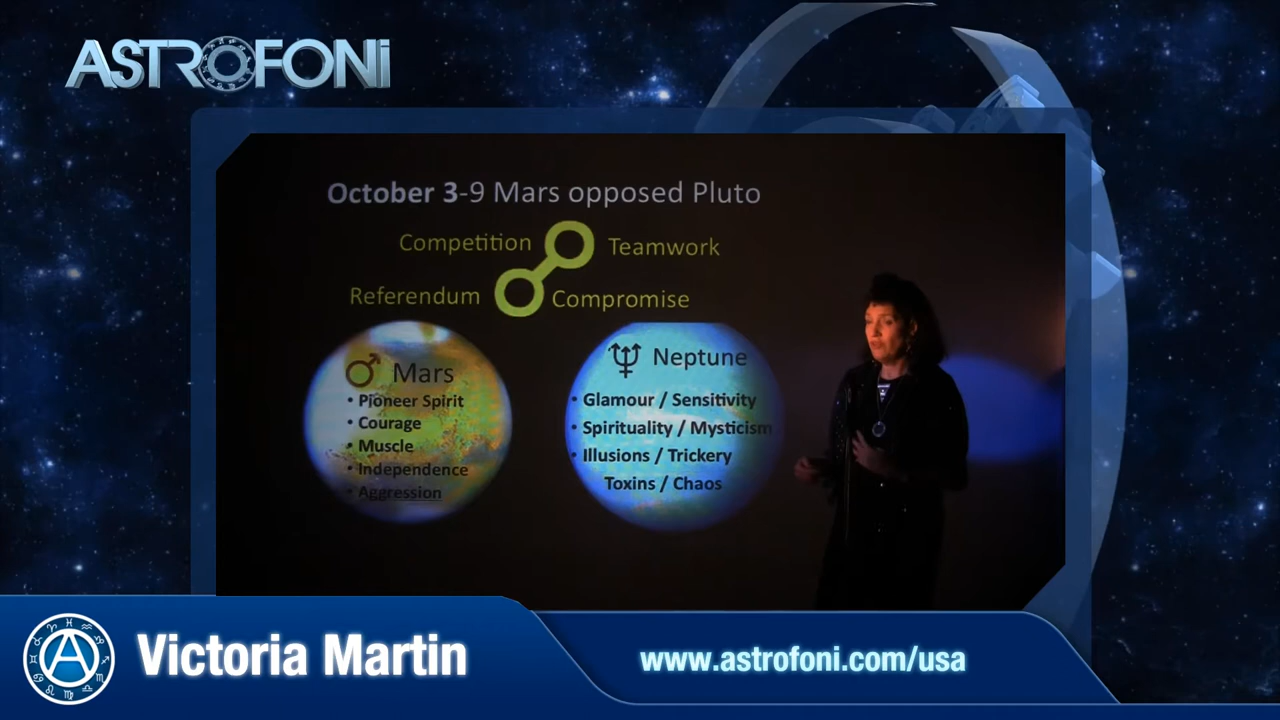 ASTROFONi
October 3-9 Mars opposed Pluto
Competition Teamwork
Referendum Compromise
♂ Mars
• Pioneer Spirit
• Courage
• Muscle
• Independence
• Aggression
♆ Neptune
• Glamour / Sensitivity
• Spirituality / Mysticism
• Illusions / Trickery
Toxins / Chaos
Victoria Martin
www.astrofoni.com/usa